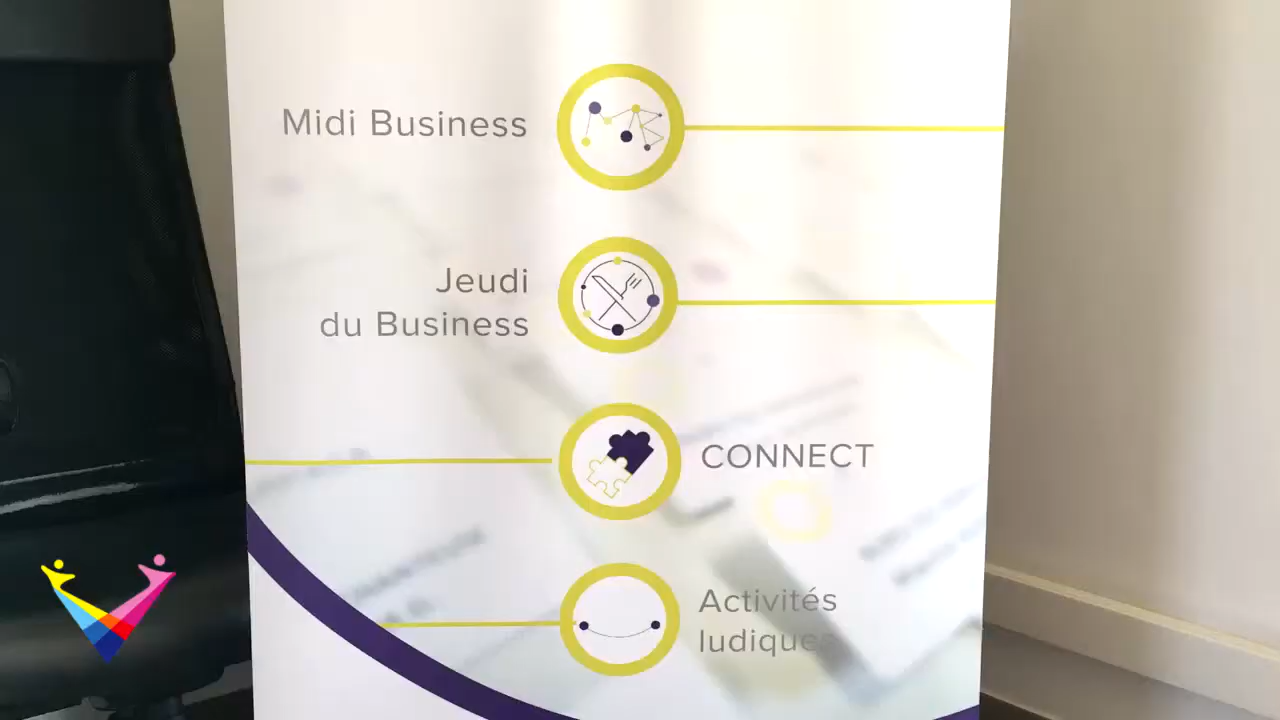 Midi Business
Jeudi
du Business
CONNECT
Activités
ludiques